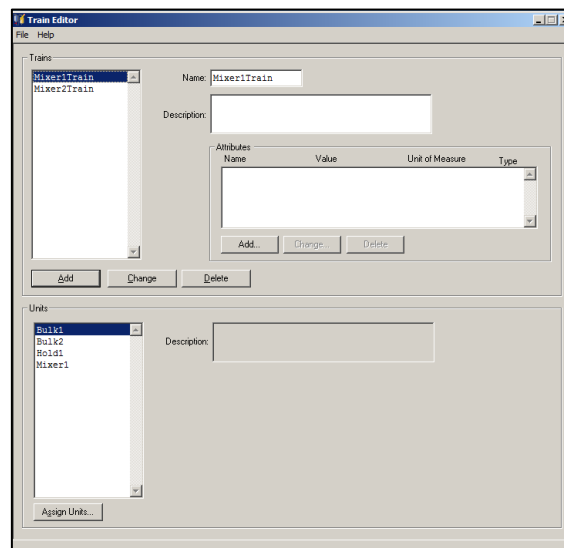 Train Editor
File Help
Trains
Mixer1Train
Mixer2Train
Name: Mixer1Train
Description:
Attributes
Name Value Unit of Measure Type
Add... Change... Delete
Add Change Delete
Units
Bulk1
Bulk2
Hold1
Mixer1
Description:
Assign Units...